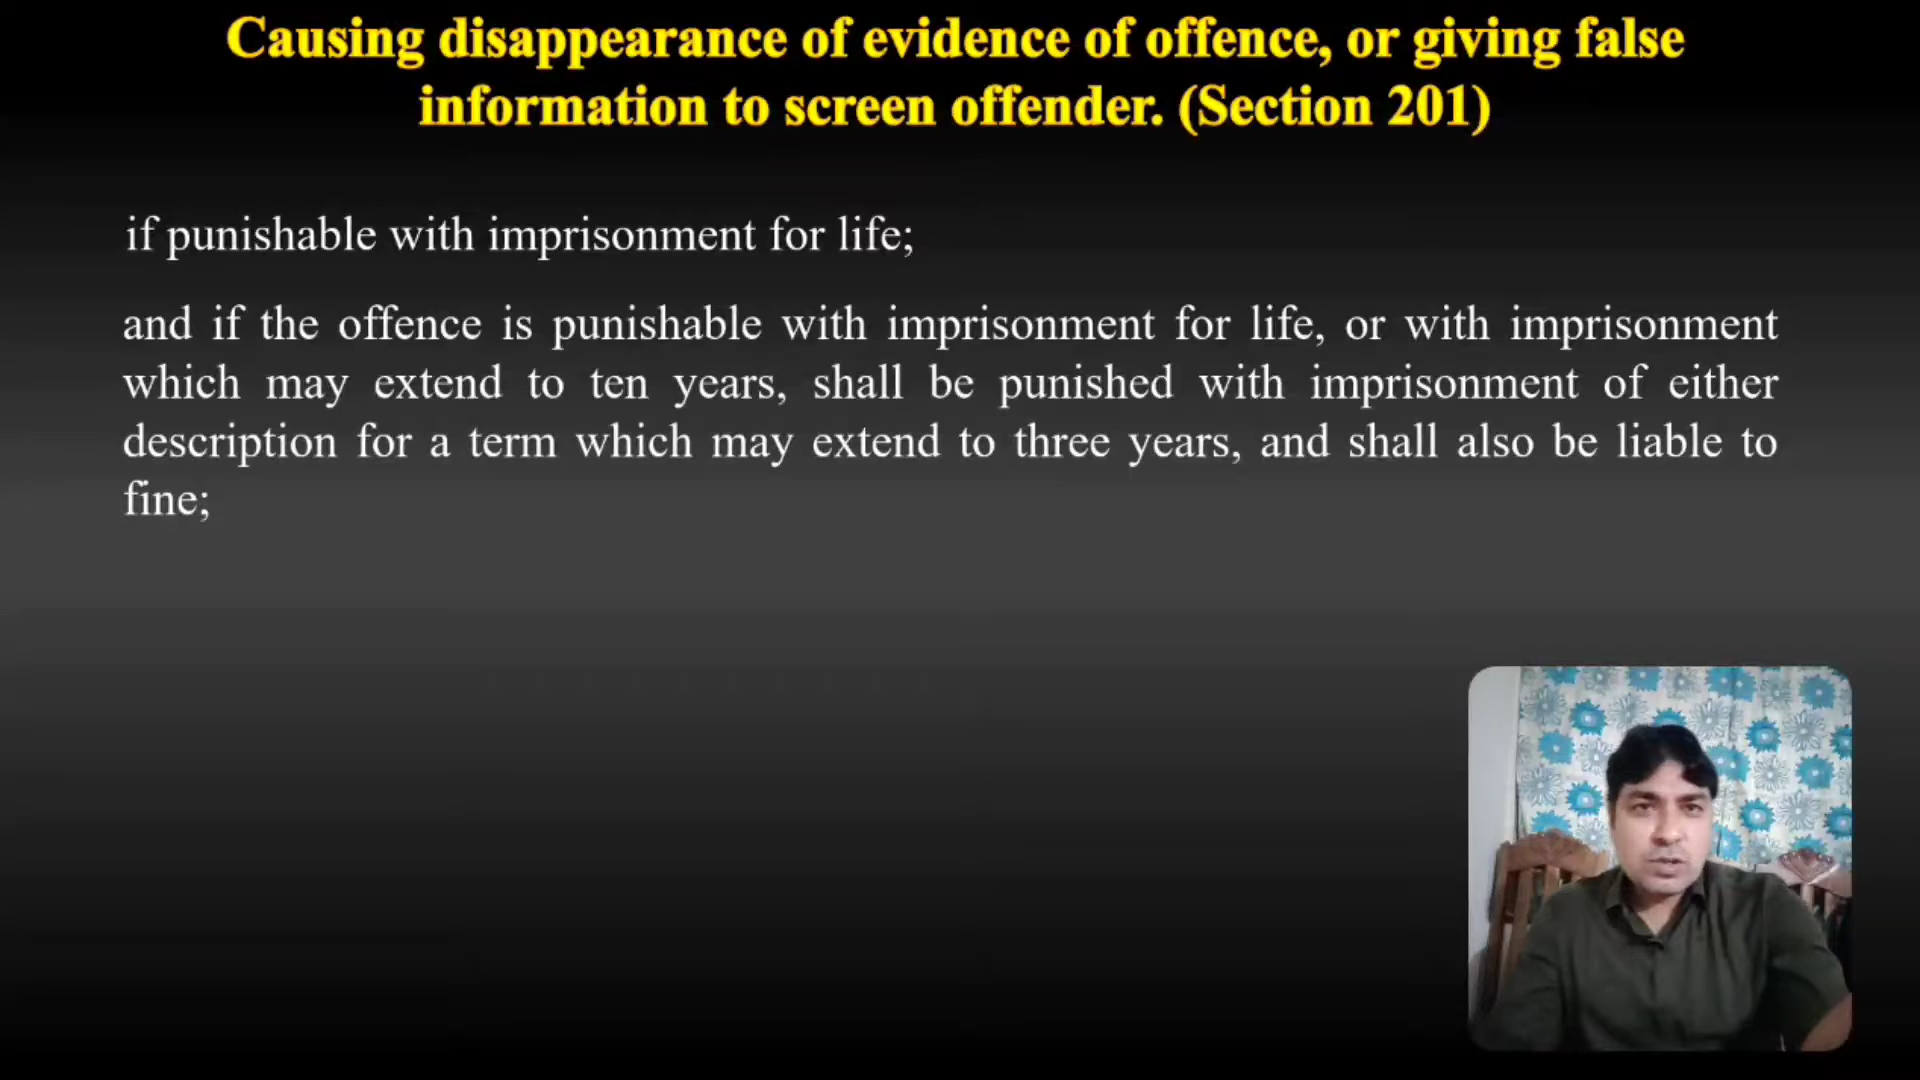 Causing disappearance of evidence of offence, or giving false
information to screen offender. (Section 201)
if punishable with imprisonment for life;
and if the offence is punishable with imprisonment for life, or with imprisonment
which may extend to ten years, shall be punished with imprisonment of either
description for a term which may extend to three years, and shall also be liable to
fine;